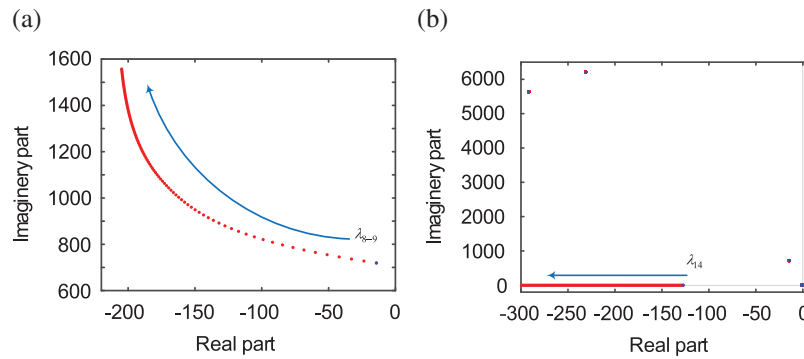 (a)
1600
1400
1200
1000
800
600
Imaginery part
λ8–9
-200 -150 -100 -50 0
Real part
(b)
6000
5000
4000
3000
2000
1000
0
Imaginery part
λ14
-300 -250 -200 -150 -100 -50 0
Real part